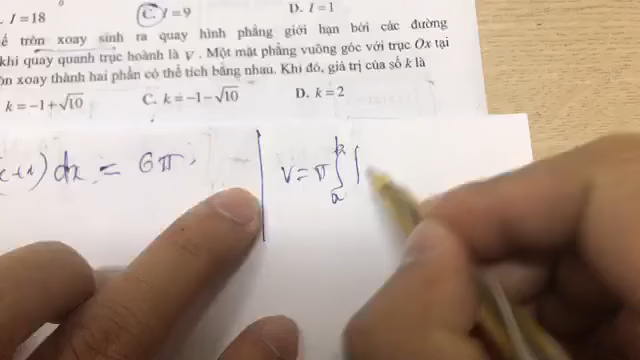 . I=18 C. I=9 D. I=1
ể tròn xoay sinh ra quay hình phẳng giới hạn bởi các đường
khi quay quanh trục hoành là V . Một mặt phẳng vuông góc với trục Ox tại
òn xoay thành hai phần có thể tích bằng nhau. Khi đó, giá trị của số k là
k=−1+√10 C. k=−1−√10 D. k=2
x+1)dx = 6π
V=π∫